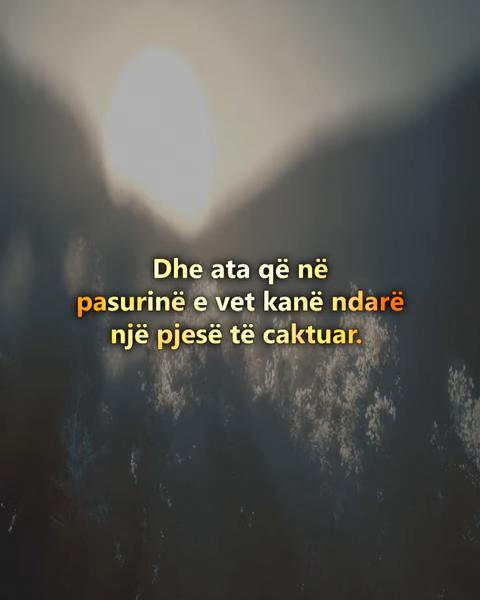 Dhe ata që në
pasurinë e vet kanë ndarë
një pjesë të caktuar.